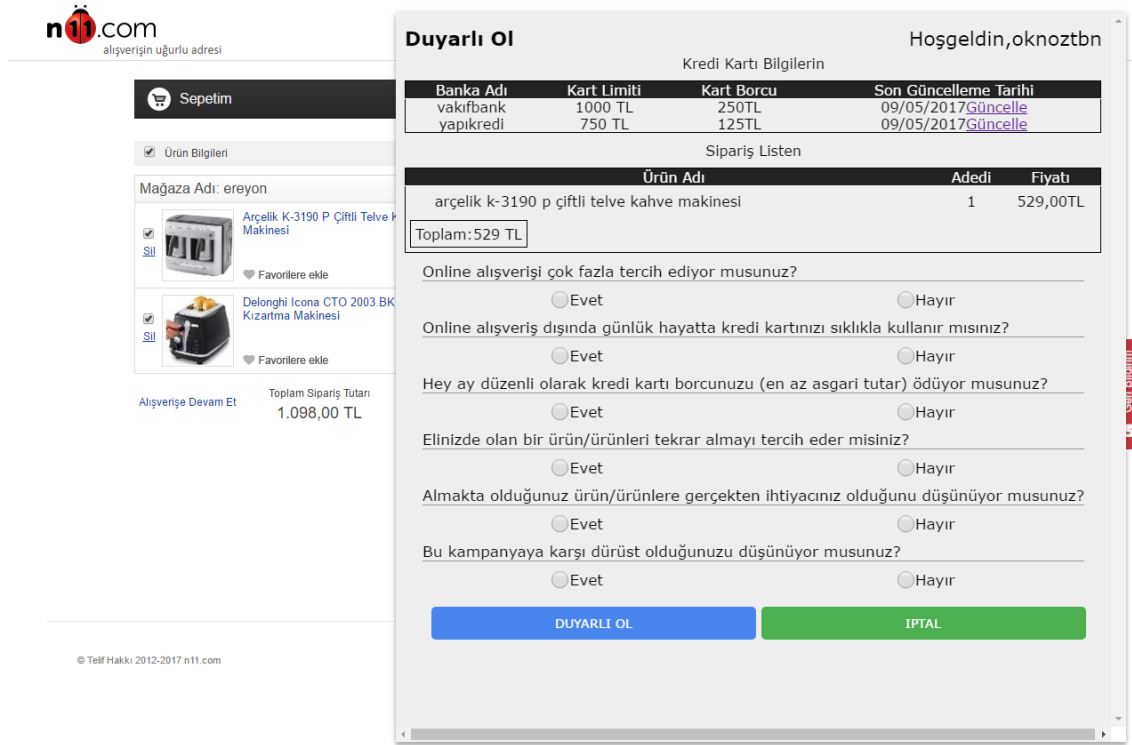 n11.com
alışverişin uğurlu adresi
Sepetim
Ürün Bilgileri
Mağaza Adı: ereyon
Arçelik K-3190 P Çiftli Telve
Makinesi
Sil
Favorilere ekle
Delonghi Icona CTO 2003.BK
Kızartma Makinesi
Sil
Favorilere ekle
Alışverişe Devam Et
Toplam Sipariş Tutarı
1.098,00 TL
© Telif Hakkı 2012-2017 n11.com
Duyarlı Ol
Hoşgeldin,oknoztbn
Kredi Kartı Bilgilerin
Banka Adı Kart Limiti Kart Borcu Son Güncelleme Tarihi
vakıfbank 1000 TL 250TL 09/05/2017Güncelle
yapıkredi 750 TL 125TL 09/05/2017Güncelle
Sipariş Listen
Ürün Adı Adedi Fiyatı
arçelik k-3190 p çiftli telve kahve makinesi 1 529,00TL
Toplam:529 TL
Online alışverişi çok fazla tercih ediyor musunuz?
Evet Hayır
Online alışveriş dışında günlük hayatta kredi kartınızı sıklıkla kullanır mısınız?
Evet Hayır
Hey ay düzenli olarak kredi kartı borcunuzu (en az asgari tutar) ödüyor musunuz?
Evet Hayır
Elinizde olan bir ürün/ürünleri tekrar almayı tercih eder misiniz?
Evet Hayır
Almakta olduğunuz ürün/ürünlere gerçekten ihtiyacınız olduğunu düşünüyor musunuz?
Evet Hayır
Bu kampanyaya karşı dürüst olduğunuzu düşünüyor musunuz?
Evet Hayır
DUYARLI OL IPTAL